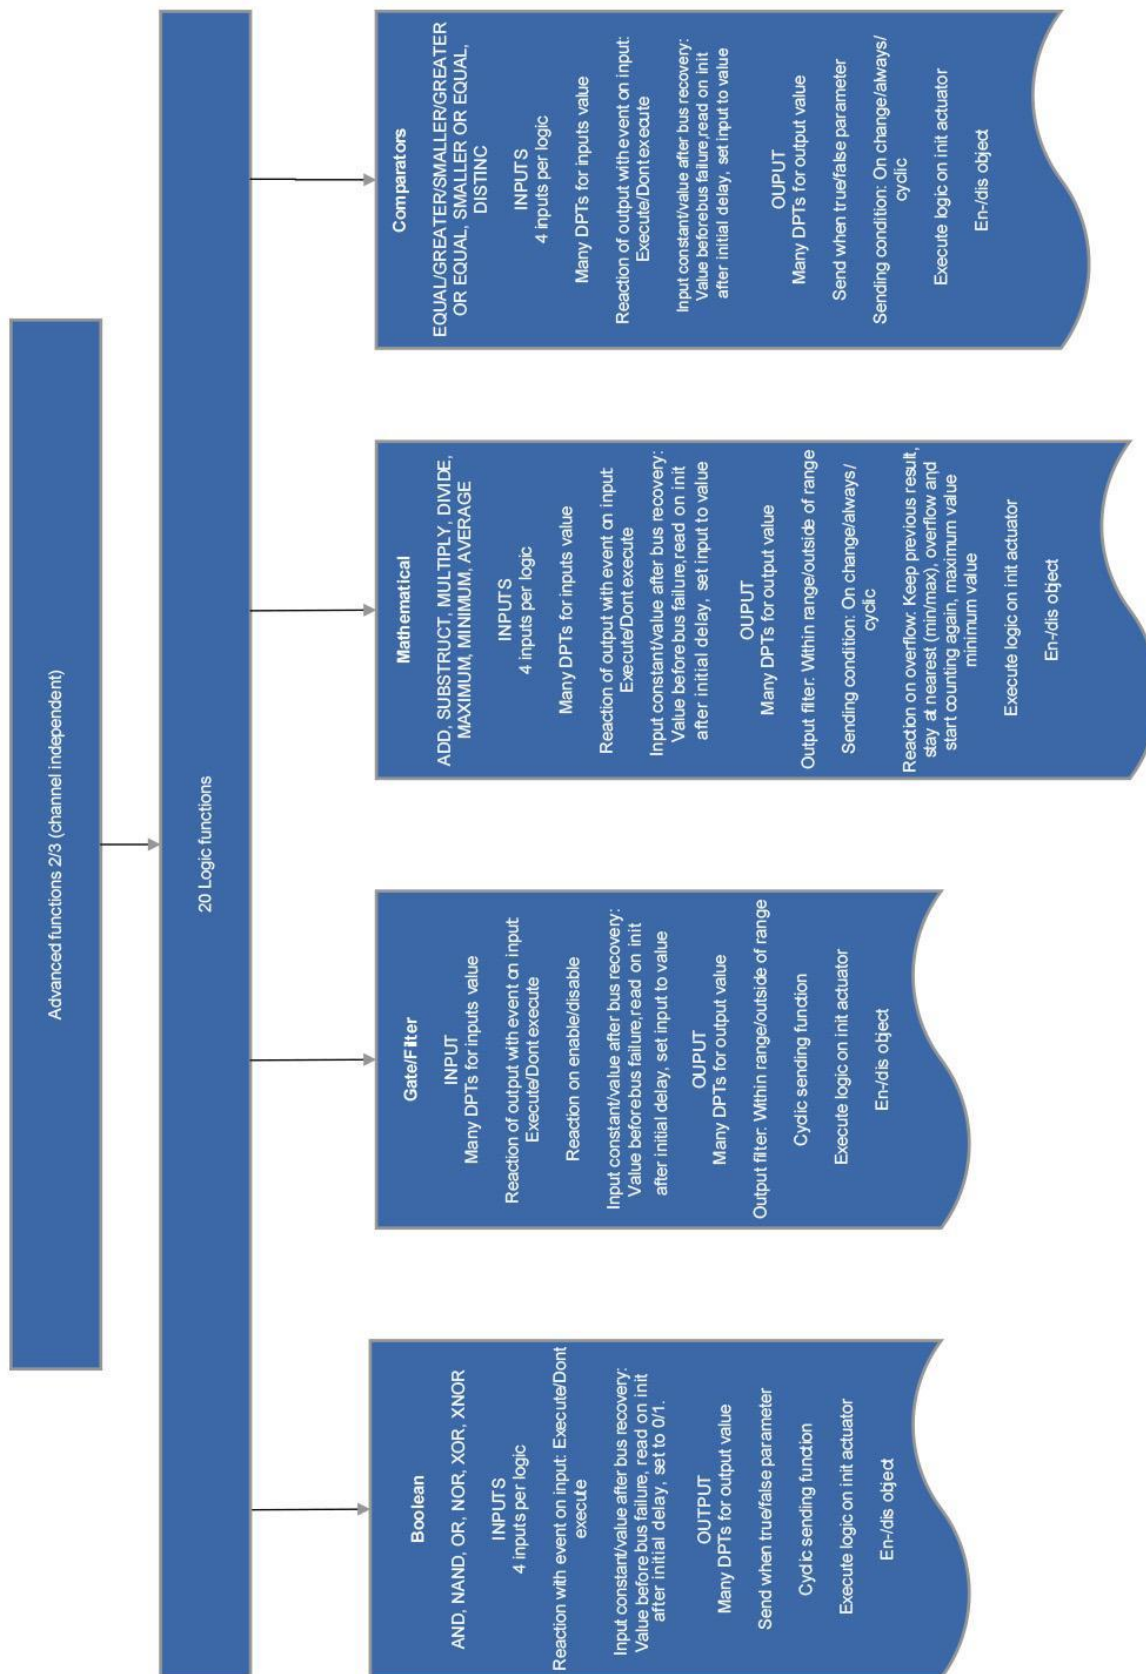 Advanced functions 2/3 (channel independent)
20 Logic functions
Boolean
AND, NAND, OR, NOR, XOR, XNOR
INPUTS
4 inputs per logic
Reaction with event on input: Execute/Dont
execute
Input constant/value after bus recovery:
Value before bus failure, read on init
after initial delay, set to 0/1.
OUTPUT
Many DPTs for output value
Send when true/false parameter
Cyclic sending function
Execute logic on init actuator
En-/dis object
Gate/Filter
INPUT
Many DPTs for inputs value
Reaction of output with event on input:
Execute/Dont execute
Reaction on enable/disable
Input constant/value after bus recovery:
Value before bus failure, read on init
after initial delay, set input to value
OUPUT
Many DPTs for output value
Output filter: Within range/outside of range
Cyclic sending function
Execute logic on init actuator
En-/dis object
Mathematical
ADD, SUBSTRUCT, MULTIPLY, DIVIDE,
MAXIMUM, MINIMUM, AVERAGE
INPUTS
4 inputs per logic
Many DPTs for inputs value
Reaction of output with event on input:
Execute/Dont execute
Input constant/value after bus recovery:
Value before bus failure, read on init
after initial delay, set input to value
OUPUT
Many DPTs for output value
Output filter: Within range/outside of range
Sending condition: On change/always/
cyclic
Reaction on overflow: Keep previous result,
stay at nearest (min/max), overflow and
start counting again, maximum value
minimum value
Execute logic on init actuator
En-/dis object
Comparators
EQUAL/GREATER/SMALLER/GREATER
OR EQUAL, SMALLER OR EQUAL,
DISTINC
INPUTS
4 inputs per logic
Many DPTs for inputs value
Reaction of output with event on input:
Execute/Dont execute
Input constant/value after bus recovery:
Value before bus failure, read on init
after initial delay, set input to value
OUPUT
Many DPTs for output value
Send when true/false parameter
Sending condition: On change/always/
cyclic
Execute logic on init actuator
En-/dis object